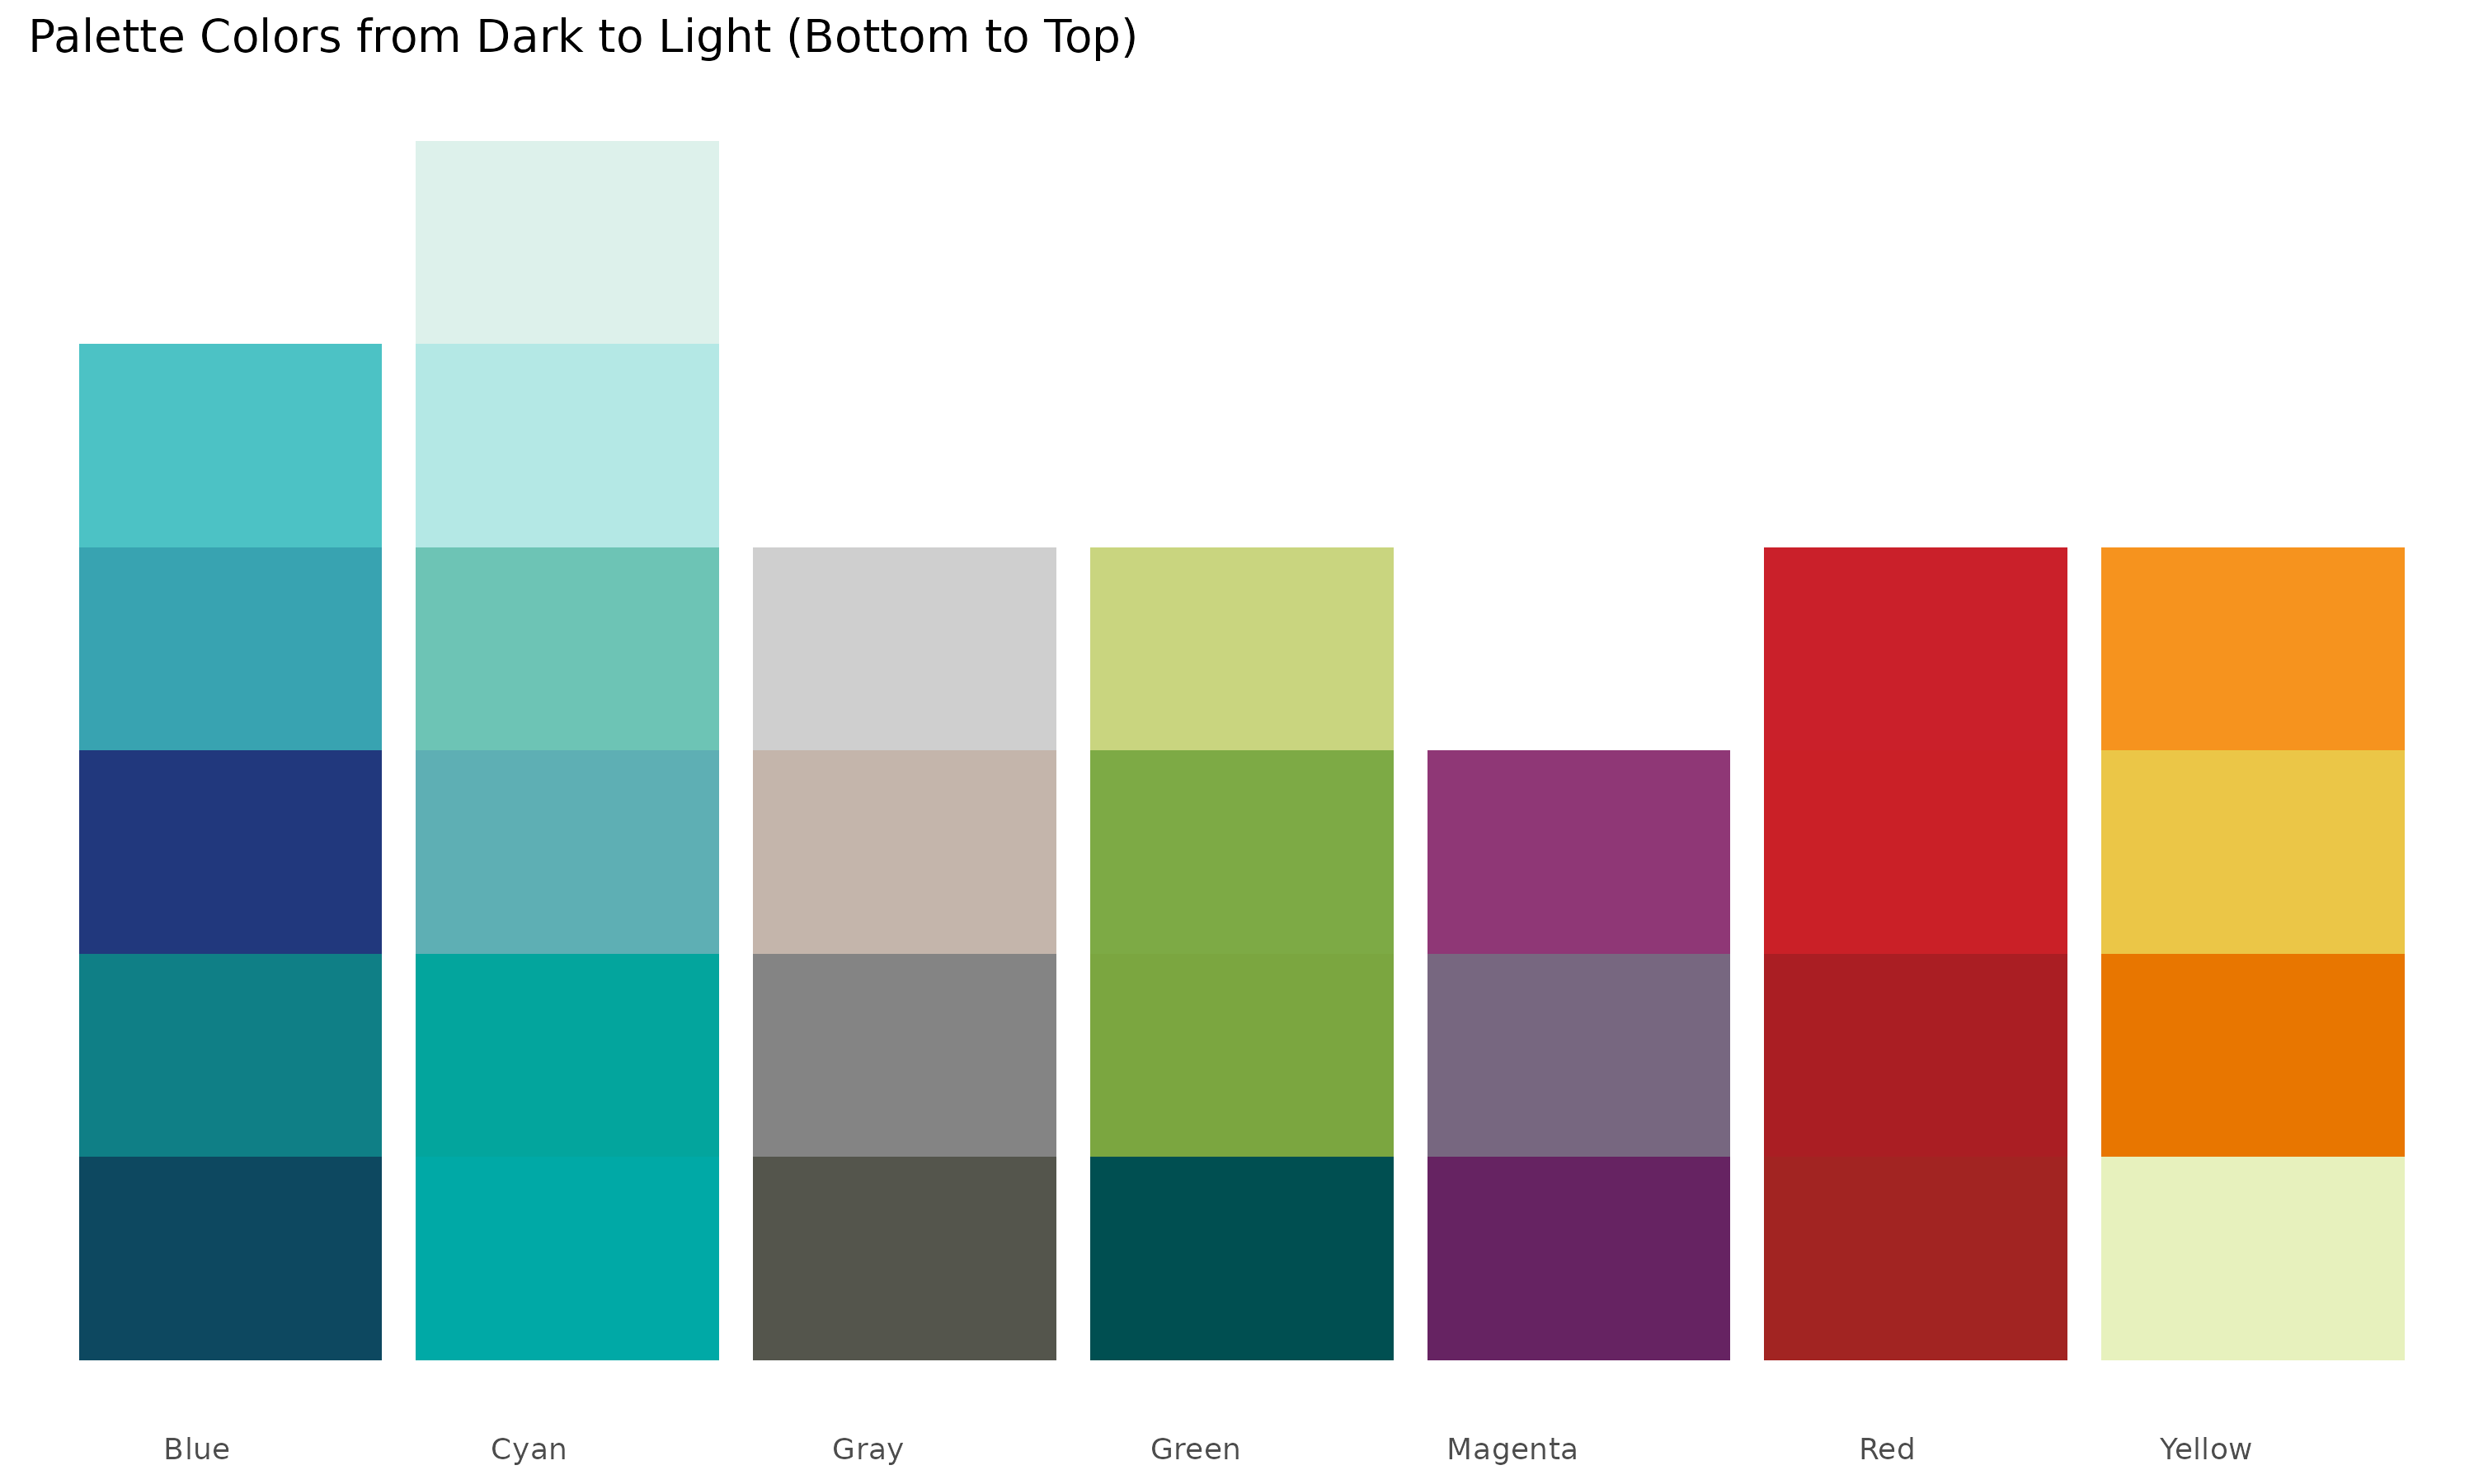 Palette Colors from Dark to Light (Bottom to Top)
Blue Cyan Gray Green Magenta Red Yellow